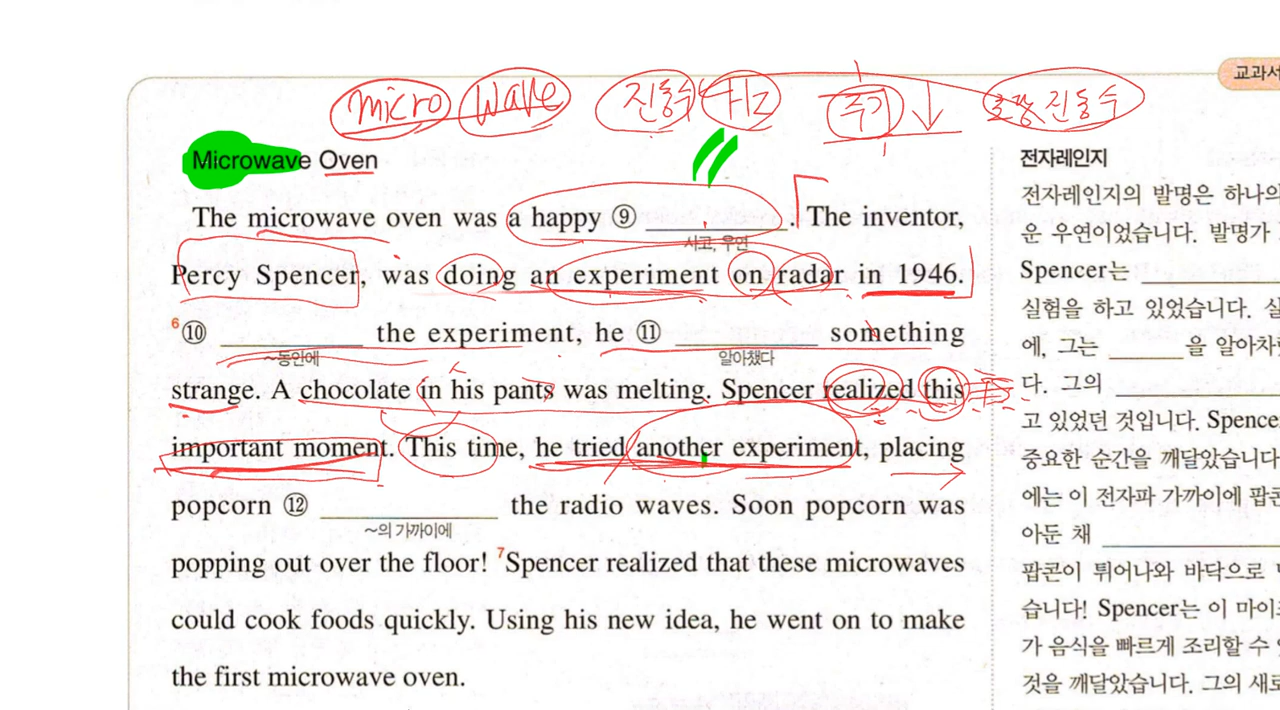 교과서
micro wave 진동수 Hz 주기 ↓ 진동수
Microwave Oven
The microwave oven was a happy ⑨ ________. The inventor,
사고, 우연
Percy Spencer, was doing an experiment on radar in 1946.
6 ⑩ ________ the experiment, he ⑪ ________ something
~동안에 알아챘다
strange. A chocolate in his pants was melting. Spencer realized this
important moment. This time, he tried another experiment, placing
popcorn ⑫ ________ the radio waves. Soon popcorn was
~의 가까이에
popping out over the floor! 7 Spencer realized that these microwaves
could cook foods quickly. Using his new idea, he went on to make
the first microwave oven.
전자레인지
전자레인지의 발명은 하나의
운 우연이었습니다. 발명가
Spencer는 ________
실험을 하고 있었습니다. 실
에, 그는 ______을 알아차
다. 그의 ________
고 있었던 것입니다. Spence
중요한 순간을 깨달았습니다
에는 이 전자파 가까이에 팝콘
아둔 채 ________
팝콘이 튀어나와 바닥으로
습니다! Spencer는 이 마이
가 음식을 빠르게 조리할 수
것을 깨달았습니다. 그의 새로